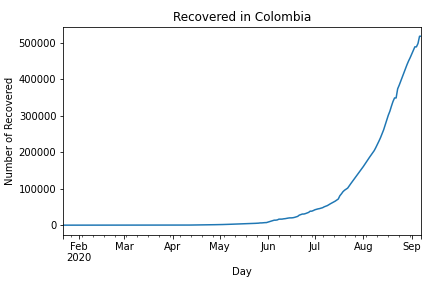 Recovered in Colombia
Number of Recovered
500000
400000
300000
200000
100000
0
Feb Mar Apr May Jun Jul Aug Sep
2020
Day